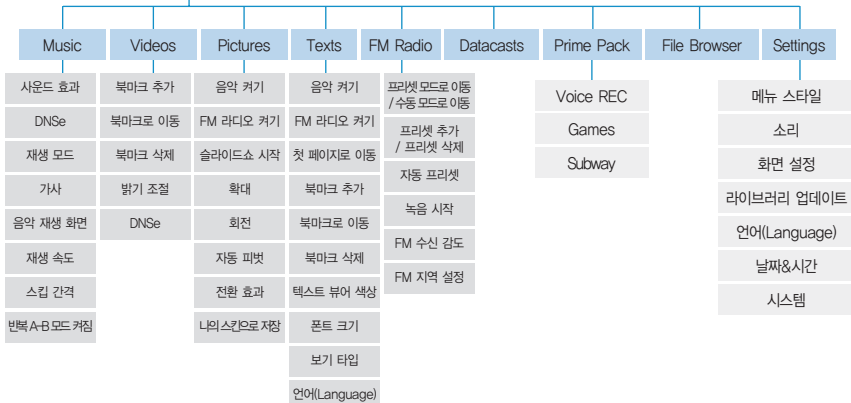 Music
Videos
Pictures
Texts
FM Radio
Datacasts
Prime Pack
File Browser
Settings
사운드 효과
DNSe
재생 모드
가사
음악 재생 화면
재생 속도
스킵 간격
반복 A-B 모드 켜짐
북마크 추가
북마크로 이동
북마크 삭제
밝기 조절
DNSe
음악 켜기
FM 라디오 켜기
슬라이드쇼 시작
확대
회전
자동 피벗
전환 효과
나의 스킨으로 저장
음악 켜기
FM 라디오 켜기
첫 페이지로 이동
북마크 추가
북마크로 이동
북마크 삭제
텍스트 뷰어 색상
폰트 크기
보기 타입
언어(Language)
프리셋 모드로 이동
/ 수동 모드로 이동
프리셋 추가
/ 프리셋 삭제
자동 프리셋
녹음 시작
FM 수신 감도
FM 지역 설정
Voice REC
Games
Subway
메뉴 스타일
소리
화면 설정
라이브러리 업데이트
언어(Language)
날짜&시간
시스템